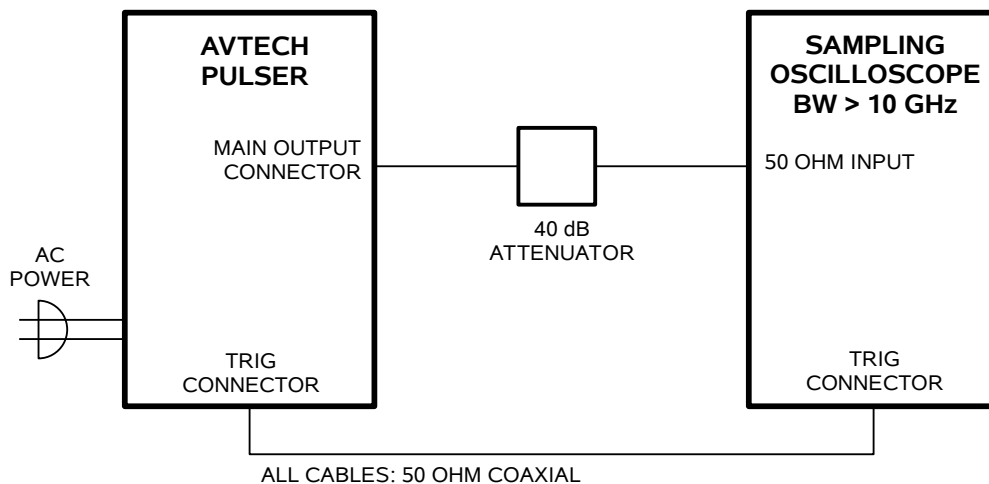 AVTECH
PULSER
MAIN OUTPUT
CONNECTOR
AC
POWER
TRIG
CONNECTOR
40 dB
ATTENUATOR
SAMPLING
OSCILLOSCOPE
BW > 10 GHz
50 OHM INPUT
TRIG
CONNECTOR
ALL CABLES: 50 OHM COAXIAL